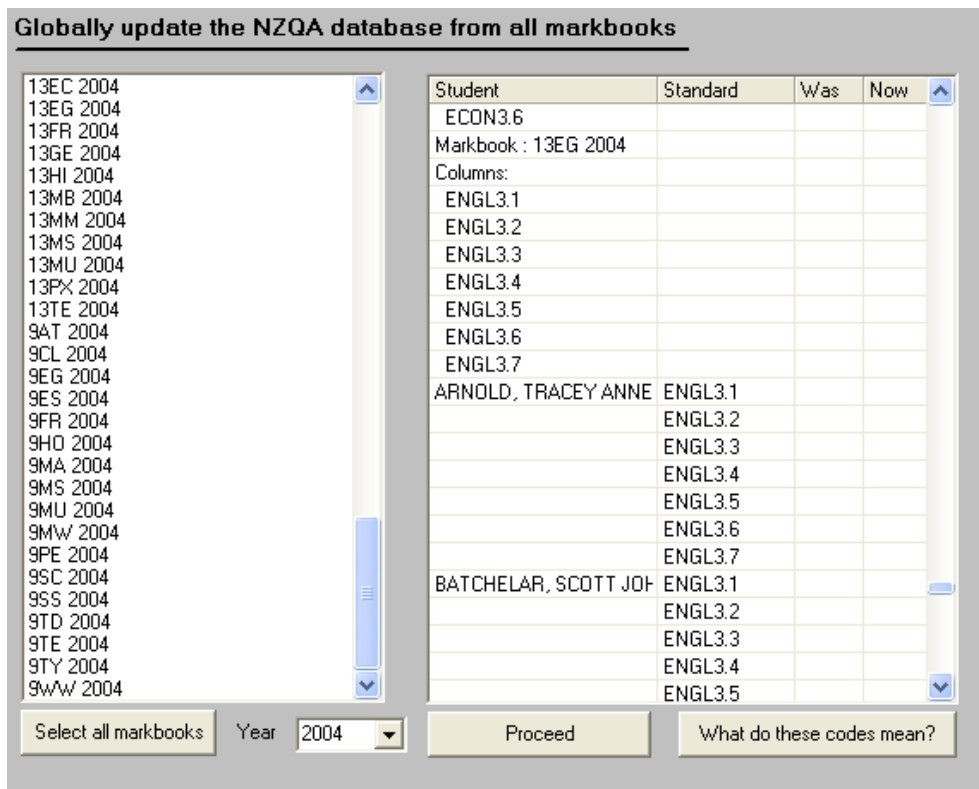 Globally update the NZQA database from all markbooks
13EC 2004
13EG 2004
13FR 2004
13GE 2004
13HI 2004
13MB 2004
13MM 2004
13MS 2004
13MU 2004
13PX 2004
13TE 2004
9AT 2004
9CL 2004
9EG 2004
9ES 2004
9FR 2004
9HO 2004
9MA 2004
9MS 2004
9MU 2004
9MW 2004
9PE 2004
9SC 2004
9SS 2004
9TD 2004
9TE 2004
9TY 2004
9WW 2004
Select all markbooks Year 2004
Student Standard Was Now
ECON3.6
Markbook : 13EG 2004
Columns:
ENGL3.1
ENGL3.2
ENGL3.3
ENGL3.4
ENGL3.5
ENGL3.6
ENGL3.7
ARNOLD, TRACEY ANNE ENGL3.1
ENGL3.2
ENGL3.3
ENGL3.4
ENGL3.5
ENGL3.6
ENGL3.7
BATCHELAR, SCOTT JOH ENGL3.1
ENGL3.2
ENGL3.3
ENGL3.4
ENGL3.5
Proceed What do these codes mean?